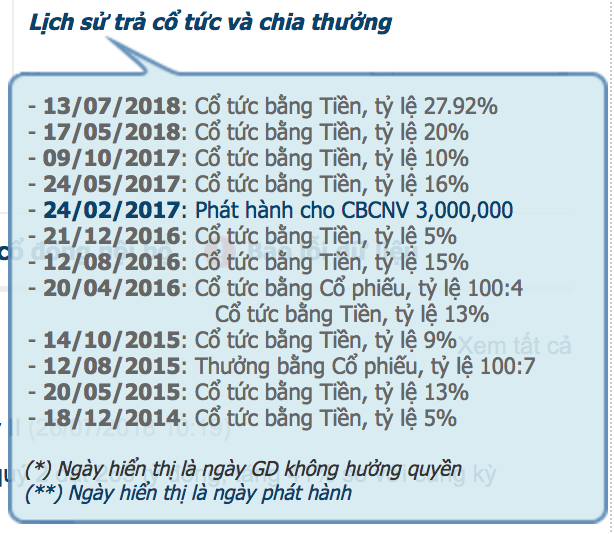 Lịch sử trả cổ tức và chia thưởng
- 13/07/2018: Cổ tức bằng Tiền, tỷ lệ 27.92%
- 17/05/2018: Cổ tức bằng Tiền, tỷ lệ 20%
- 09/10/2017: Cổ tức bằng Tiền, tỷ lệ 10%
- 24/05/2017: Cổ tức bằng Tiền, tỷ lệ 16%
- 24/02/2017: Phát hành cho CBCNV 3,000,000
- 21/12/2016: Cổ tức bằng Tiền, tỷ lệ 5%
- 12/08/2016: Cổ tức bằng Tiền, tỷ lệ 15%
- 20/04/2016: Cổ tức bằng Cổ phiếu, tỷ lệ 100:4
Cổ tức bằng Tiền, tỷ lệ 13%
- 14/10/2015: Cổ tức bằng Tiền, tỷ lệ 9%
Xem tất cả
- 12/08/2015: Thưởng bằng Cổ phiếu, tỷ lệ 100:7
- 20/05/2015: Cổ tức bằng Tiền, tỷ lệ 13%
- 18/12/2014: Cổ tức bằng Tiền, tỷ lệ 5%
(*) Ngày hiển thị là ngày GD không hưởng quyền
(**) Ngày hiển thị là ngày phát hành